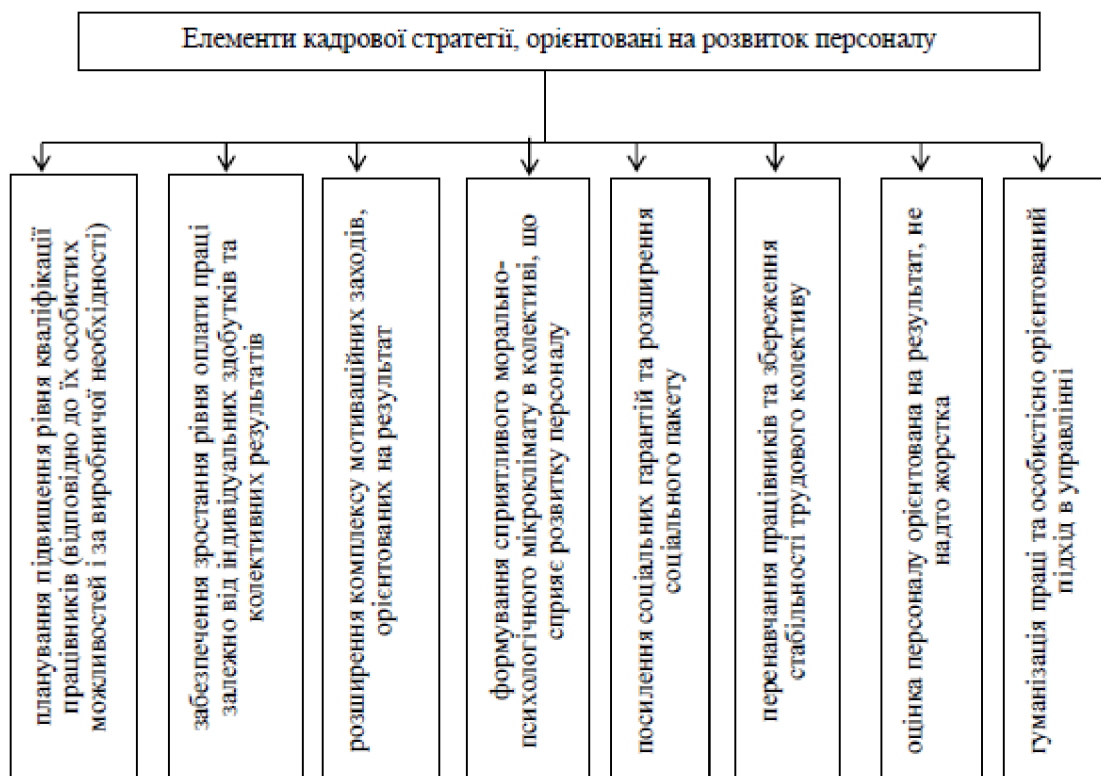 Елементи кадрової стратегії, орієнтовані на розвиток персоналу
планування підвищення рівня кваліфікації
працівників (відповідно до їх особистих
можливостей і за виробничої необхідності)
забезпечення зростання рівня оплати праці
залежно від індивідуальних здобутків та
колективних результатів
розширення комплексу мотиваційних заходів,
орієнтованих на результат
формування сприятливого морально-
психологічного мікроклімату в колективі, що
сприяє розвитку персоналу
посилення соціальних гарантій та розширення
соціального пакету
перенавчання працівників та збереження
стабільності трудового колективу
оцінка персоналу орієнтована на результат, не
надто жорстка
гуманізація праці та особистісно орієнтований
підхід в управлінні